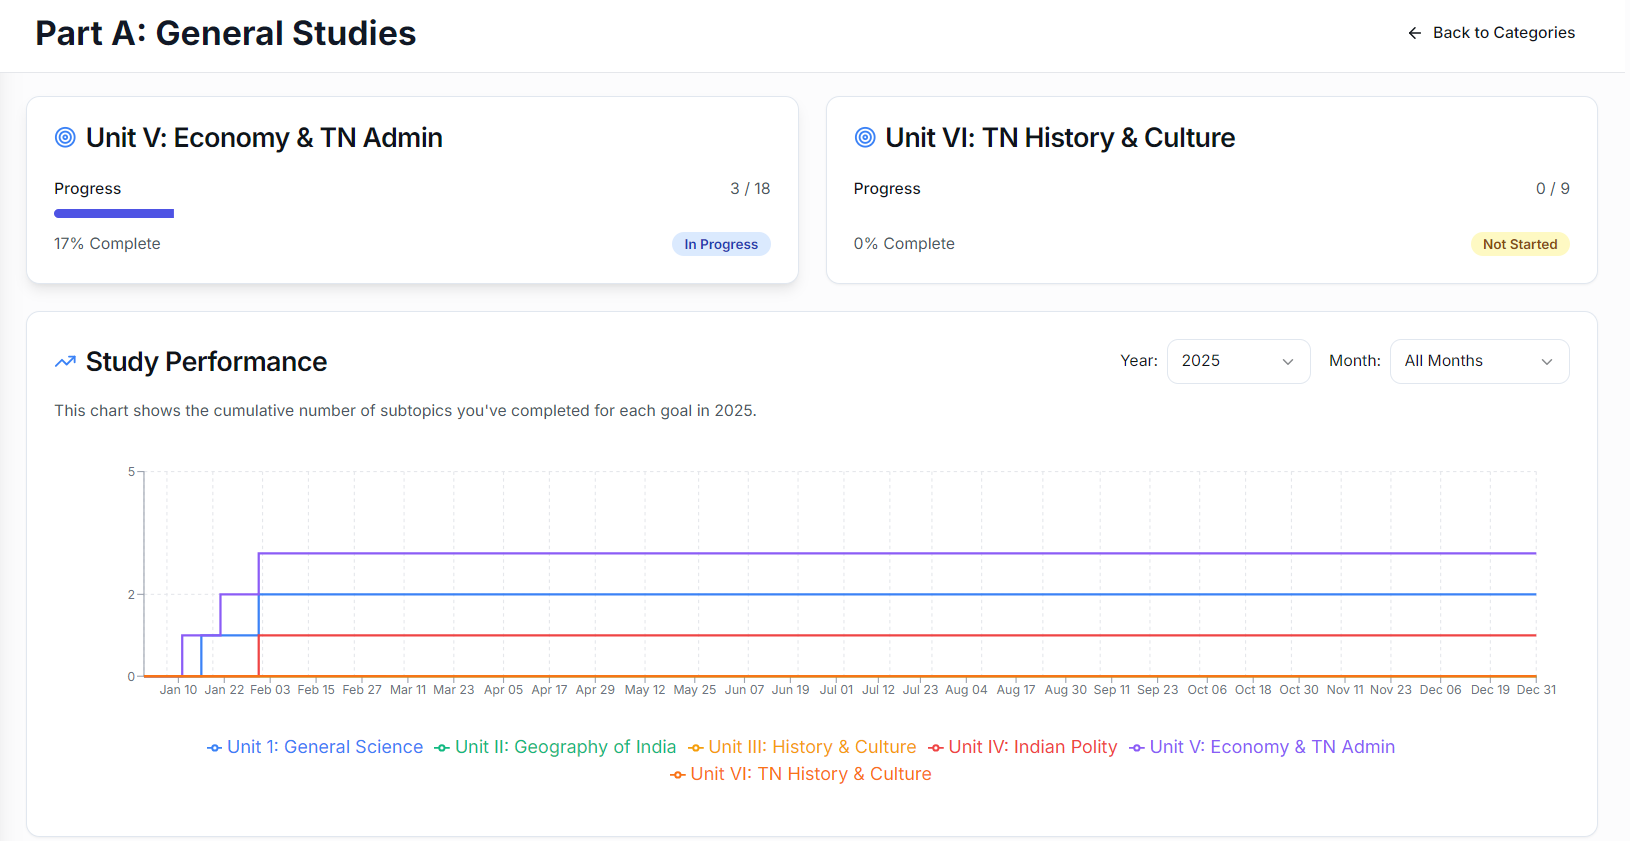 Part A: General Studies
Back to Categories
Unit V: Economy & TN Admin
Progress
3 / 18
17% Complete
In Progress
Unit VI: TN History & Culture
Progress
0 / 9
0% Complete
Not Started
Study Performance
Year:
2025
Month:
All Months
This chart shows the cumulative number of subtopics you've completed for each goal in 2025.
5
2
0
Jan 10 Jan 22 Feb 03 Feb 15 Feb 27 Mar 11 Mar 23 Apr 05 Apr 17 Apr 29 May 12 May 25 Jun 07 Jun 19 Jul 01 Jul 12 Jul 23 Aug 04 Aug 17 Aug 30 Sep 11 Sep 23 Oct 06 Oct 18 Oct 30 Nov 11 Nov 23 Dec 06 Dec 19 Dec 31
Unit 1: General Science Unit II: Geography of India Unit III: History & Culture Unit IV: Indian Polity Unit V: Economy & TN Admin
Unit VI: TN History & Culture